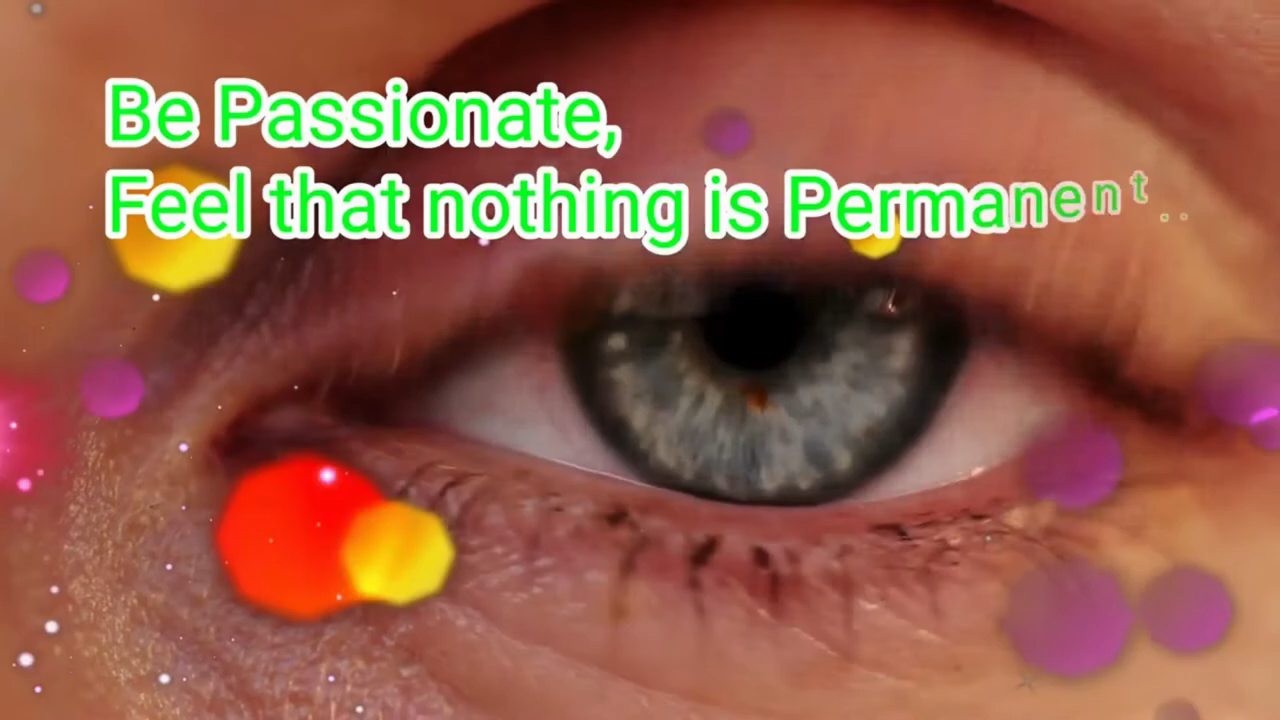 Be Passionate,
Feel that nothing is Permanent..